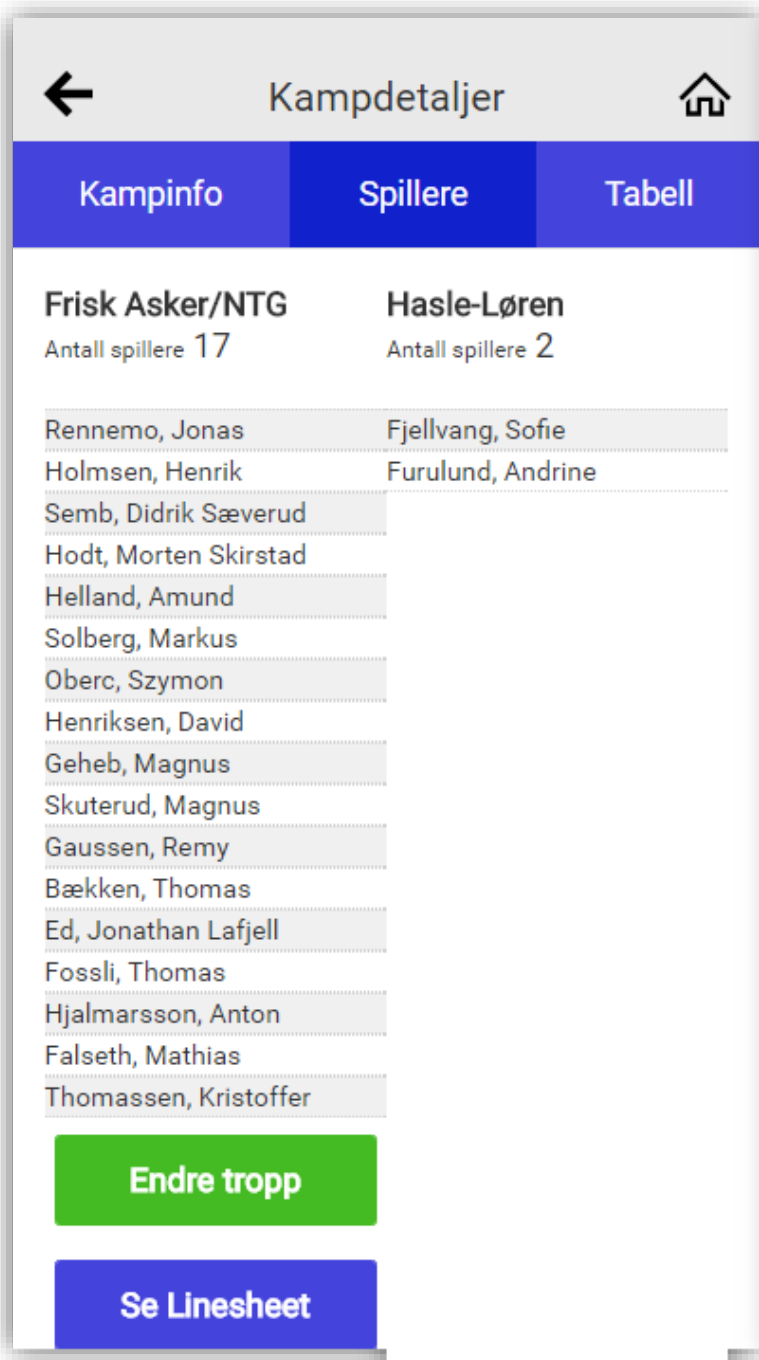 Kampdetaljer
Kampinfo Spillere Tabell
Frisk Asker/NTG
Antall spillere 17
Rennemo, Jonas
Holmsen, Henrik
Semb, Didrik Sæverud
Hodt, Morten Skirstad
Helland, Amund
Solberg, Markus
Oberc, Szymon
Henriksen, David
Geheb, Magnus
Skuterud, Magnus
Gaussen, Remy
Bækken, Thomas
Ed, Jonathan Lafjell
Fossli, Thomas
Hjalmarsson, Anton
Falseth, Mathias
Thomassen, Kristoffer
Endre tropp
Se Linesheet
Hasle-Løren
Antall spillere 2
Fjellvang, Sofie
Furulund, Andrine